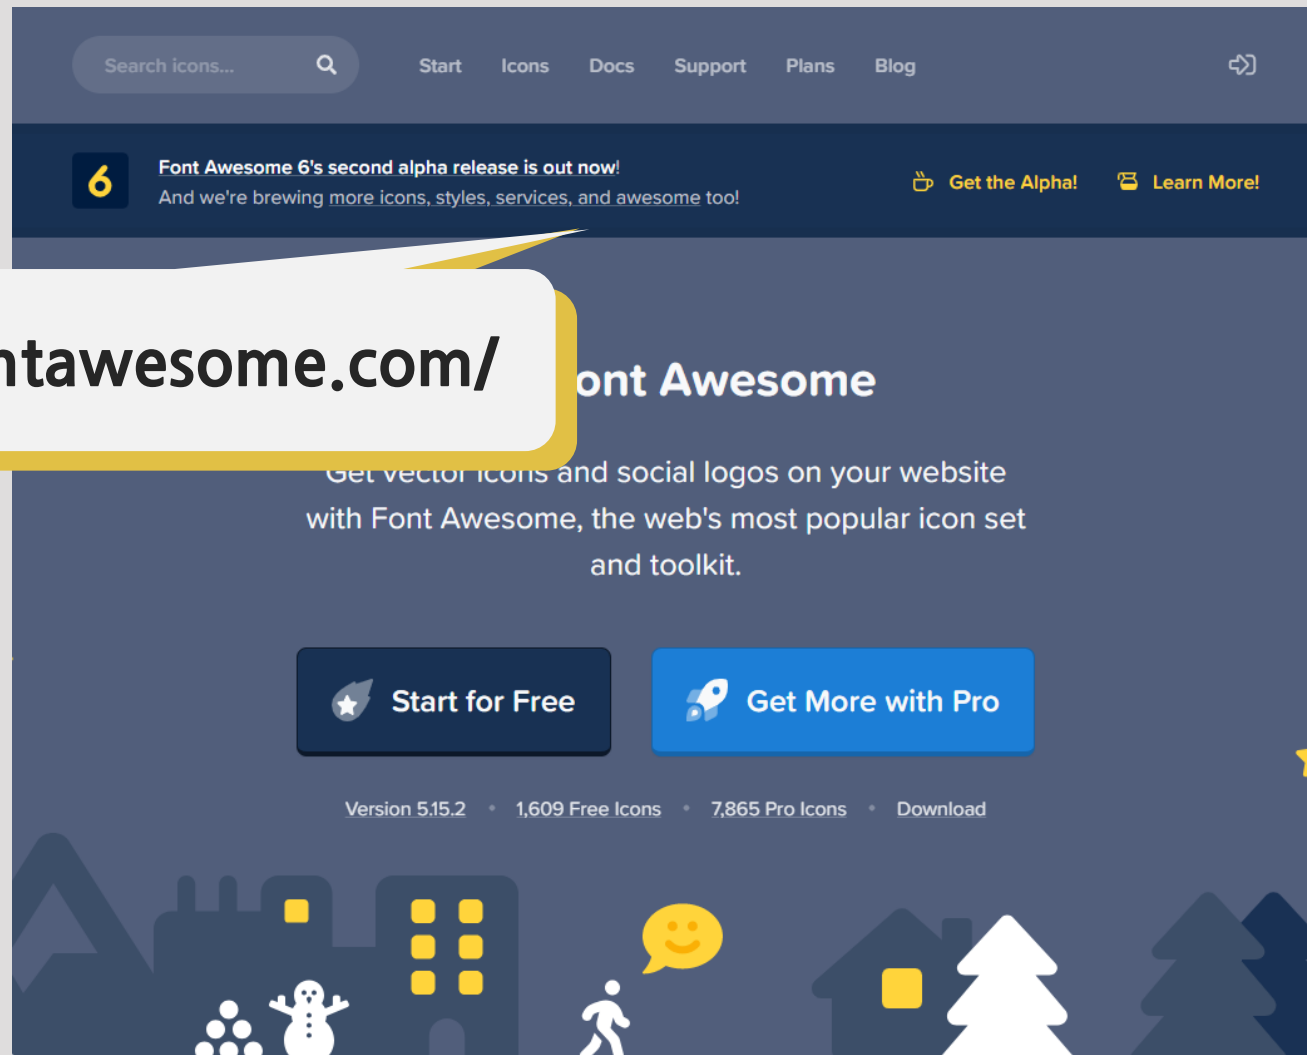 Search icons...
Start Icons Docs Support Plans Blog
6
Font Awesome 6's second alpha release is out now!
And we're brewing more icons, styles, services, and awesome too!
Get the Alpha! Learn More!
ntawesome.com/
ont Awesome
Get vector icons and social logos on your website
with Font Awesome, the web's most popular icon set
and toolkit.
Start for Free
Get More with Pro
Version 5.15.2 • 1,609 Free Icons • 7,865 Pro Icons • Download